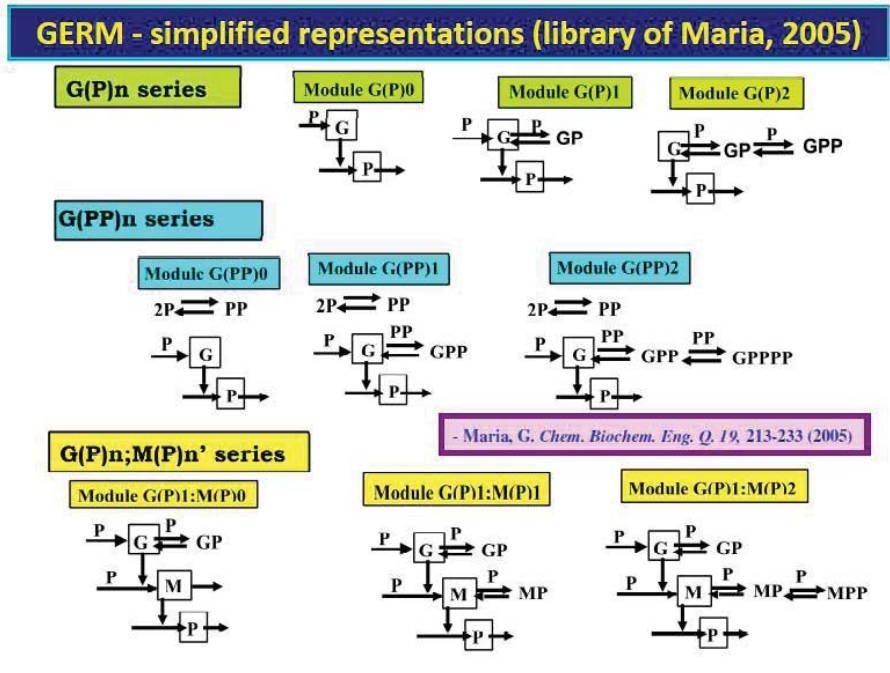 GERM - simplified representations (library of Maria, 2005)
G(P)n series
Module G(P)0
Module G(P)1
Module G(P)2
P
G
P
P
G
P
GP
P
G
P
GP
P
GPP
P
G(PP)n series
Module G(PP)0
Module G(PP)1
Module G(PP)2
2P
PP
P
G
P
2P
PP
P
G
PP
GPP
P
2P
PP
P
G
PP
GPP
PP
GPPPP
P
- Maria, G. Chem. Biochem. Eng. Q. 19, 213-233 (2005)
G(P)n;M(P)n' series
Module G(P)1:M(P)0
Module G(P)1:M(P)1
Module G(P)1:M(P)2
P
G
P
GP
P
M
P
P
G
P
GP
P
M
P
MP
P
P
G
P
GP
P
M
P
MP
P
MPP
P